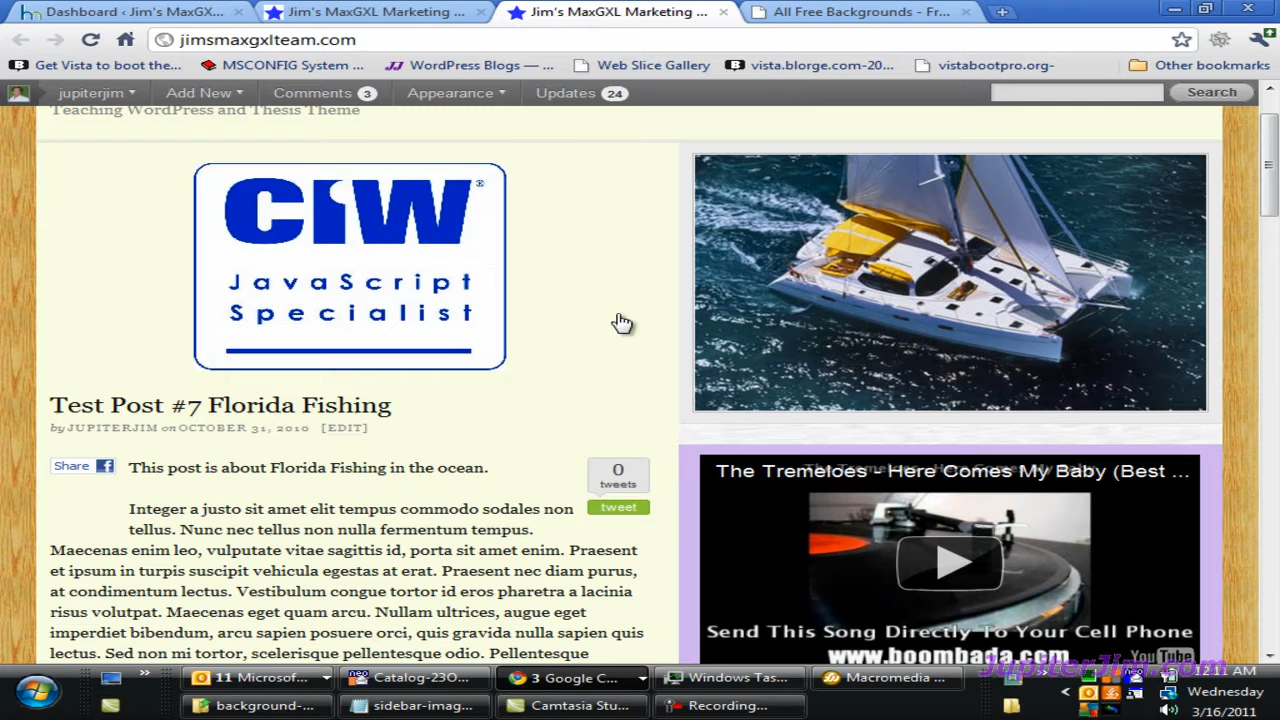 Dashboard ‹ Jim's MaxGX...
Jim's MaxGXL Marketing ...
Jim's MaxGXL Marketing ...
All Free Backgrounds - Fr...
jimsmaxgxlteam.com
Get Vista to boot the...
MSCONFIG System ...
JJ WordPress Blogs — ...
Web Slice Gallery
vista.blorge.com-20...
vistabootpro.org-
Other bookmarks
jupiterjim
Add New
Comments 3
Appearance
Updates 24
Search
Teaching WordPress and Thesis Theme
CIW®
JavaScript
Specialist
Test Post #7 Florida Fishing
by JUPITERJIM on OCTOBER 31, 2010 [EDIT]
Share f
This post is about Florida Fishing in the ocean.
0
tweets
tweet
Integer a justo sit amet elit tempus commodo sodales non
tellus. Nunc nec tellus non nulla fermentum tempus.
Maecenas enim leo, vulputate vitae sagittis id, porta sit amet enim. Praesent
et ipsum in turpis suscipit vehicula egestas at erat. Praesent nec diam purus,
at condimentum lectus. Vestibulum congue tortor id eros pharetra a lacinia
risus volutpat. Maecenas eget quam arcu. Nullam ultrices, augue eget
imperdiet bibendum, arcu sapien posuere orci, quis gravida nulla sapien quis
lectus. Sed non mi tortor, scelerisque pellentesque odio. Pellentesque
The Tremeloes - Here Comes My Baby (Best ...
Send This Song Directly To Your Cell Phone
www.boombada.com
YouTube
JupiterJim.com
11 Microsof...
Catalog-23O...
3 Google C...
Windows Tas...
Macromedia ...
background-...
sidebar-imag...
Camtasia Stu...
Recording...
12:11 AM
Wednesday
3/16/2011